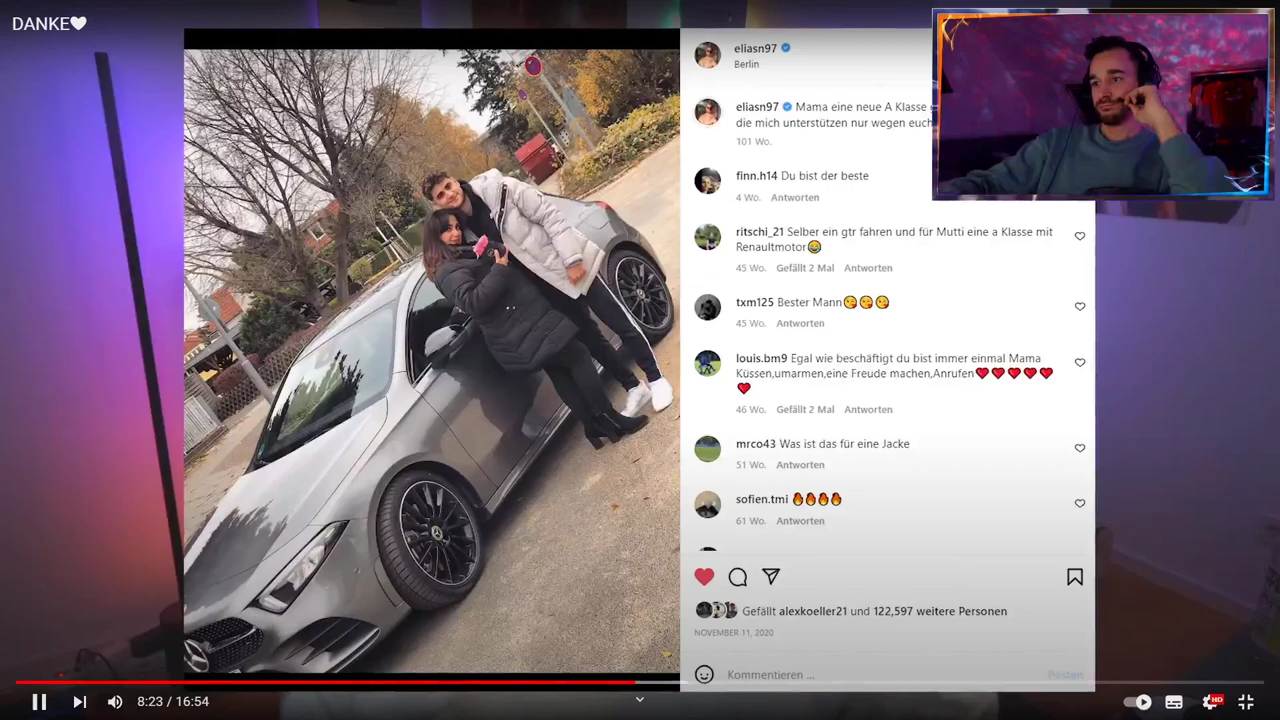 DANKE🤍
eliasn97
Berlin
eliasn97 Mama eine neue A Klasse
die mich unterstützen nur wegen euch
101 Wo.
finn.h14 Du bist der beste
4 Wo. Antworten
ritschi_21 Selber ein gtr fahren und für Mutti eine a Klasse mit
Renaultmotor😂
45 Wo. Gefällt 2 Mal Antworten
txm125 Bester Mann😋😋😋
45 Wo. Antworten
louis.bm9 Egal wie beschäftigt du bist immer einmal Mama
Küssen,umarmen,eine Freude machen,Anrufen❤️❤️❤️❤️❤️
❤️
46 Wo. Gefällt 2 Mal Antworten
mrco43 Was ist das für eine Jacke
51 Wo. Antworten
sofien.tmi 🔥🔥🔥🔥
61 Wo. Antworten
Gefällt alexkoeller21 und 122,597 weitere Personen
NOVEMBER 11, 2020
Kommentieren ...
Posten
8:23 / 16:54
HD